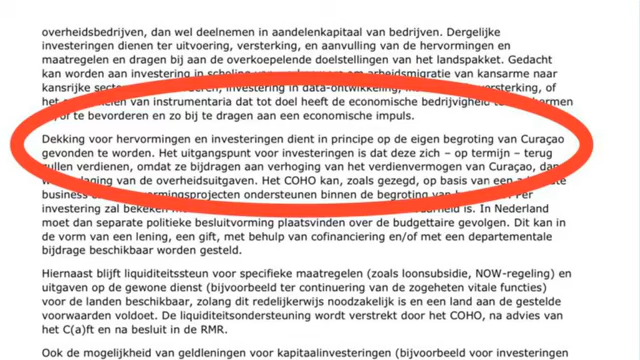 overheidsbedrijven, dan wel deelnemen in aandelenkapitaal van bedrijven. Dergelijke
investeringen dienen ter uitvoering, versterking, en aanvulling van de hervormingen en
maatregelen en dragen bij aan de overkoepelende doelstellingen van het landspakket. Gedacht
kan worden aan investering in scholing van arbeidsmigratie van kansarme naar
kansrijke investering in data-ontwikkeling, versterking, of
het van instrumentaria dat tot doel heeft de economische bedrijvigheid te
of te bevorderen en zo bij te dragen aan een economische impuls.
Dekking voor hervormingen en investeringen dient in principe op de eigen begroting van Curaçao
gevonden te worden. Het uitgangspunt voor investeringen is dat deze zich – op termijn – terug
zullen verdienen, omdat ze bijdragen aan verhoging van het verdienvermogen van Curaçao, dan
van de overheidsuitgaven. Het COHO kan, zoals gezegd, op basis van een
business ondersteunen binnen de begroting van Per
investering zal bekeken is. In Nederland
moet dan separate politieke besluitvorming plaatsvinden over de budgettaire gevolgen. Dit kan in
de vorm van een lening, een gift, met behulp van cofinanciering en/of met een departementale
bijdrage beschikbaar worden gesteld.
Hiernaast blijft liquiditeitssteun voor specifieke maatregelen (zoals loonsubsidie, NOW-regeling) en
uitgaven op de gewone dienst (bijvoorbeeld ter continuering van de zogeheten vitale functies)
voor de landen beschikbaar, zolang dit redelijkerwijs noodzakelijk is en een land aan de gestelde
voorwaarden voldoet. De liquiditeitsondersteuning wordt verstrekt door het COHO, na advies van
het C(a)ft en na besluit in de RMR.
Ook de mogelijkheid van geldleningen voor kapitaalinvesteringen (bijvoorbeeld voor investeringen